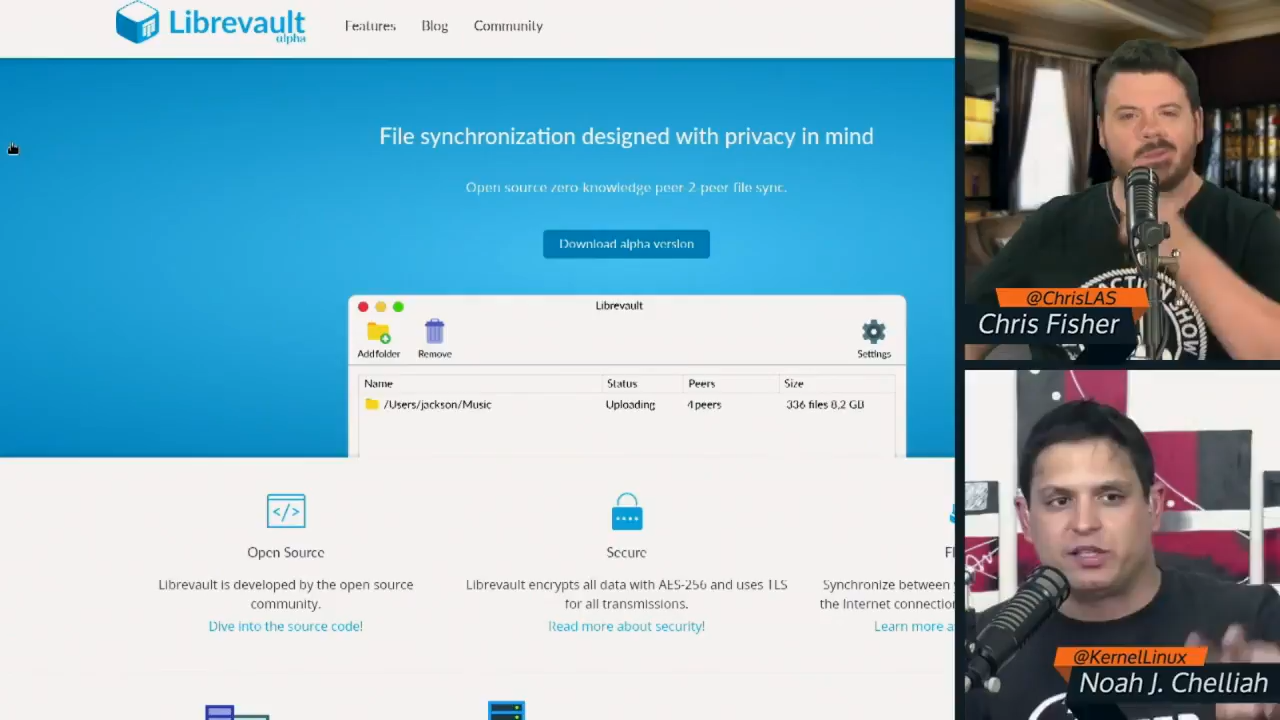 Librevault
alpha
Features
Blog
Community
File synchronization designed with privacy in mind
Open source zero-knowledge peer-2-peer file sync.
Download alpha version
Librevault
Add folder
Remove
Settings
Name
Status
Peers
Size
/Users/jackson/Music
Uploading
4 peers
336 files 8,2 GB
Open Source
Secure
Librevault is developed by the open source
community.
Dive into the source code!
Librevault encrypts all data with AES-256 and uses TLS
for all transmissions.
Read more about security!
Synchronize between
the Internet connection
Learn more
@ChrisLAS
Chris Fisher
SHOW
@KernelLinux
Noah J. Chelliah